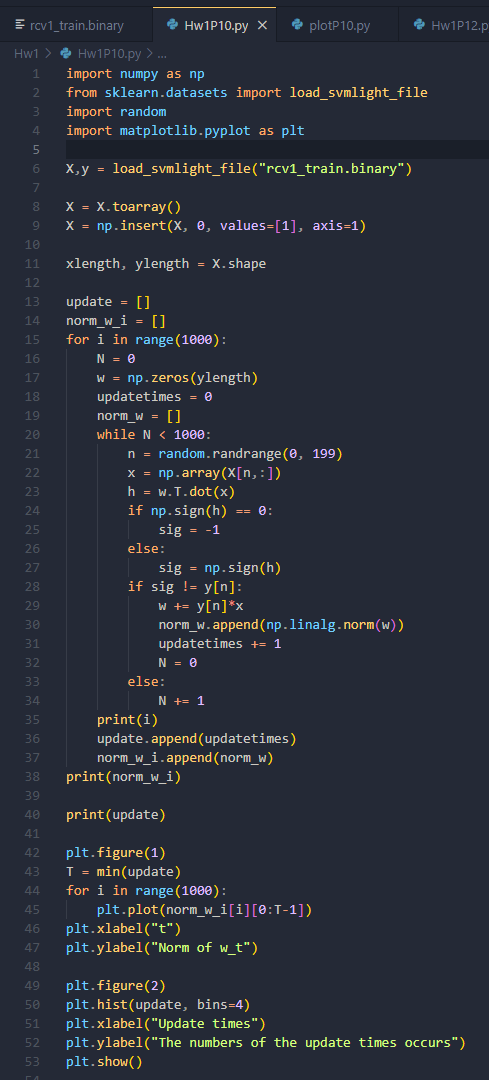 rcv1_train.binary Hw1P10.py × plotP10.py Hw1P12.p
Hw1 > Hw1P10.py > ...
1 import numpy as np
2 from sklearn.datasets import load_svmlight_file
3 import random
4 import matplotlib.pyplot as plt
5
6 X,y = load_svmlight_file("rcv1_train.binary")
7
8 X = X.toarray()
9 X = np.insert(X, 0, values=[1], axis=1)
10
11 xlength, ylength = X.shape
12
13 update = []
14 norm_w_i = []
15 for i in range(1000):
16     N = 0
17     w = np.zeros(ylength)
18     updatetimes = 0
19     norm_w = []
20     while N < 1000:
21         n = random.randrange(0, 199)
22         x = np.array(X[n,:])
23         h = w.T.dot(x)
24         if np.sign(h) == 0:
25             sig = -1
26         else:
27             sig = np.sign(h)
28         if sig != y[n]:
29             w += y[n]*x
30             norm_w.append(np.linalg.norm(w))
31             updatetimes += 1
32             N = 0
33         else:
34             N += 1
35     print(i)
36     update.append(updatetimes)
37     norm_w_i.append(norm_w)
38 print(norm_w_i)
39
40 print(update)
41
42 plt.figure(1)
43 T = min(update)
44 for i in range(1000):
45     plt.plot(norm_w_i[i][0:T-1])
46 plt.xlabel("t")
47 plt.ylabel("Norm of w_t")
48
49 plt.figure(2)
50 plt.hist(update, bins=4)
51 plt.xlabel("Update times")
52 plt.ylabel("The numbers of the update times occurs")
53 plt.show()